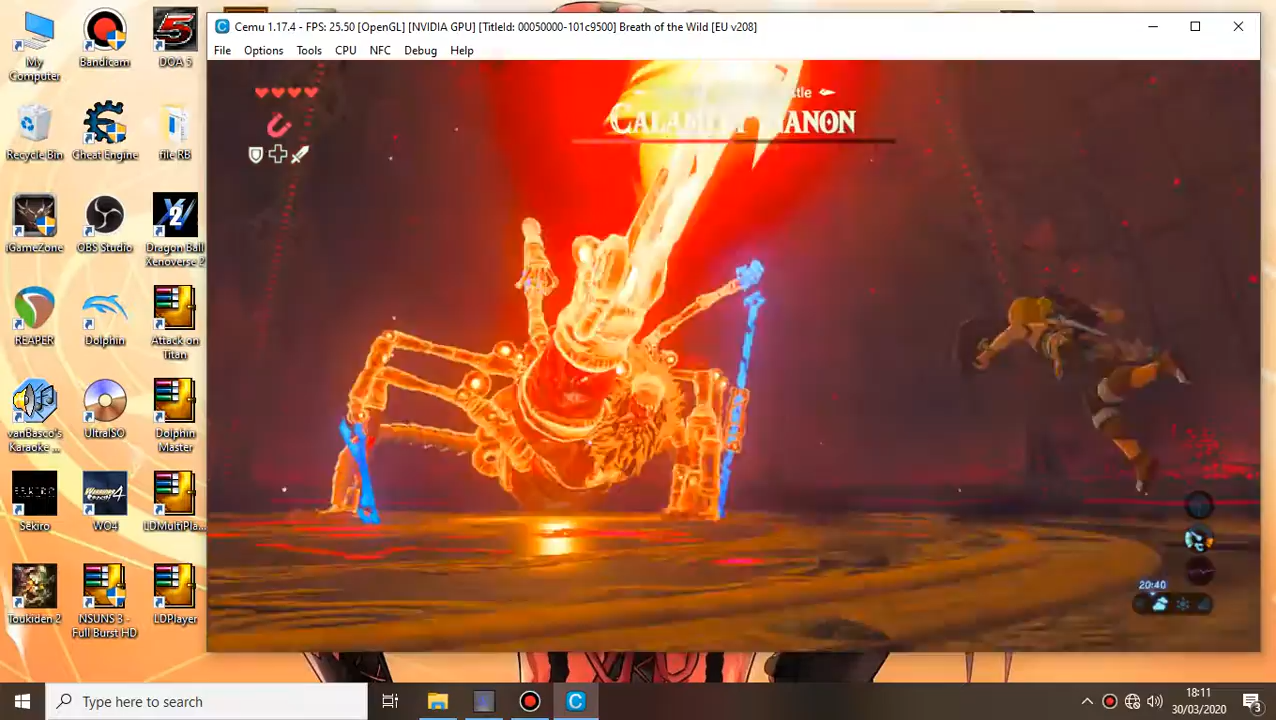 Cemu 1.17.4 - FPS: 25.50 [OpenGL] [NVIDIA GPU] [TitleId: 00050000-101c9500] Breath of the Wild [EU v208]
File Options Tools CPU NFC Debug Help
My Computer
Bandicam
DOA 5
Recycle Bin
Cheat Engine
file RB
iGameZone
OBS Studio
Dragon Ball Xenoverse 2
REAPER
Dolphin
Attack on Titan
vanBasco's Karaoke ...
UltraISO
Dolphin Master
Sekiro
WO4
LDMultiPla...
Toukiden 2
NSUNS 3 - Full Burst HD
LDPlayer
20:40
Type here to search
18:11
30/03/2020
3